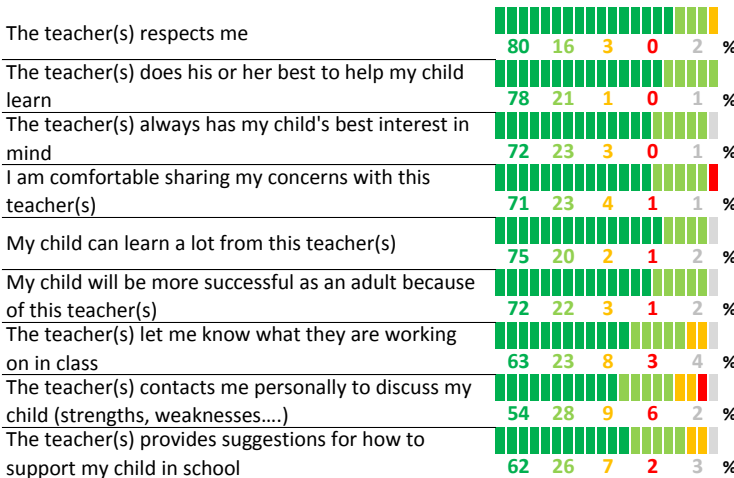 The teacher(s) respects me
80 16 3 0 2 %
The teacher(s) does his or her best to help my child
learn
78 21 1 0 1 %
The teacher(s) always has my child's best interest in
mind
72 23 3 0 1 %
I am comfortable sharing my concerns with this
teacher(s)
71 23 4 1 1 %
My child can learn a lot from this teacher(s)
75 20 2 1 2 %
My child will be more successful as an adult because
of this teacher(s)
72 22 3 1 2 %
The teacher(s) let me know what they are working
on in class
63 23 8 3 4 %
The teacher(s) contacts me personally to discuss my
child (strengths, weaknesses....)
54 28 9 6 2 %
The teacher(s) provides suggestions for how to
support my child in school
62 26 7 2 3 %